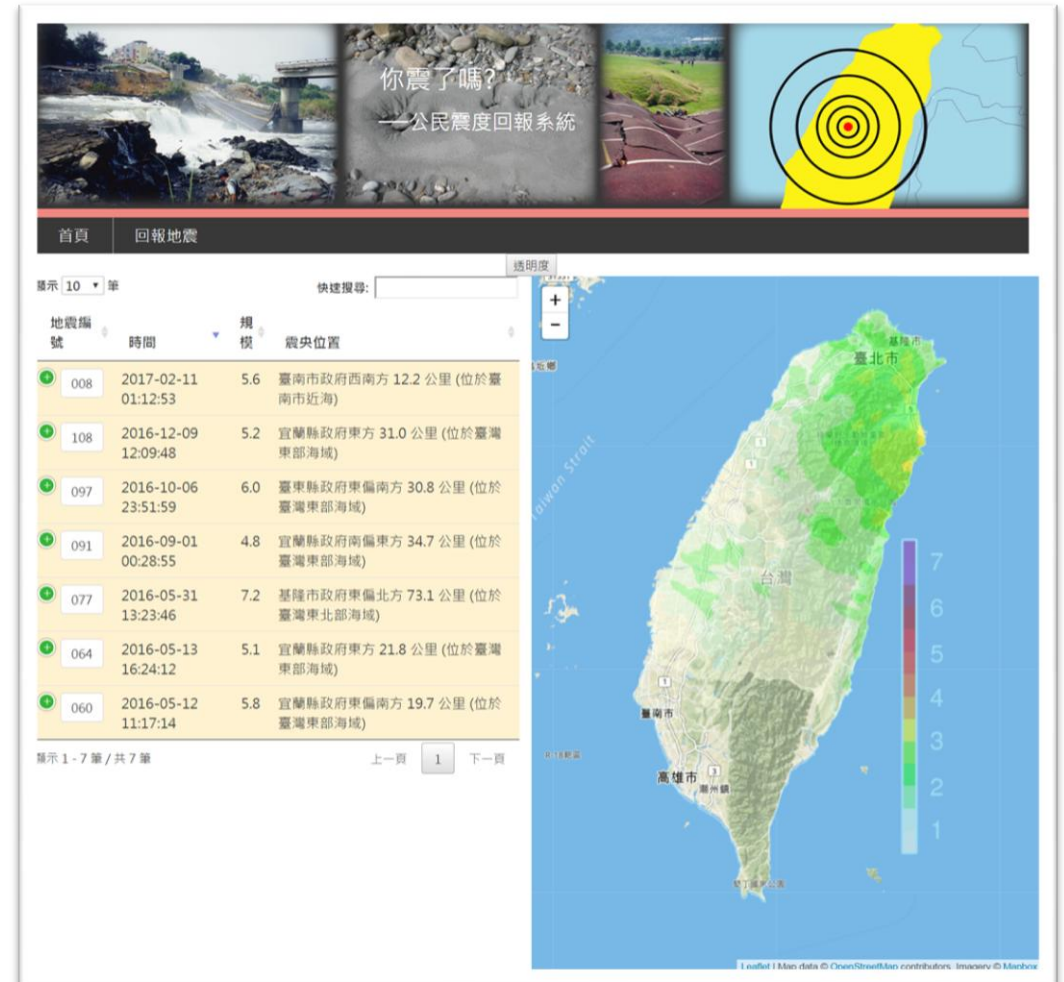 你震了嗎?
──公民震度回報系統
首頁
回報地震
透明度
顯示 10 筆
快速搜尋:
地震編號
時間
規模
震央位置
008
2017-02-11
01:12:53
5.6
臺南市政府西南方 12.2 公里 (位於臺
南市近海)
108
2016-12-09
12:09:48
5.2
宜蘭縣政府東方 31.0 公里 (位於臺灣
東部海域)
097
2016-10-06
23:51:59
6.0
臺東縣政府東偏南方 30.8 公里 (位於
臺灣東部海域)
091
2016-09-01
00:28:55
4.8
宜蘭縣政府南偏東方 34.7 公里 (位於
臺灣東部海域)
077
2016-05-31
13:23:46
7.2
基隆市政府東偏北方 73.1 公里 (位於
臺灣東北部海域)
064
2016-05-13
16:24:12
5.1
宜蘭縣政府東方 21.8 公里 (位於臺灣
東部海域)
060
2016-05-12
11:17:14
5.8
宜蘭縣政府東偏南方 19.7 公里 (位於
臺灣東部海域)
顯示 1 - 7 筆 / 共 7 筆
上一頁
1
下一頁
+
−
基隆市
臺北市
Taiwan Strait
1
1
台灣
7
6
5
4
3
2
1
1
臺南市
高雄市
3
潮州鎮
Leaflet | Map data © OpenStreetMap contributors, Imagery © Mapbox